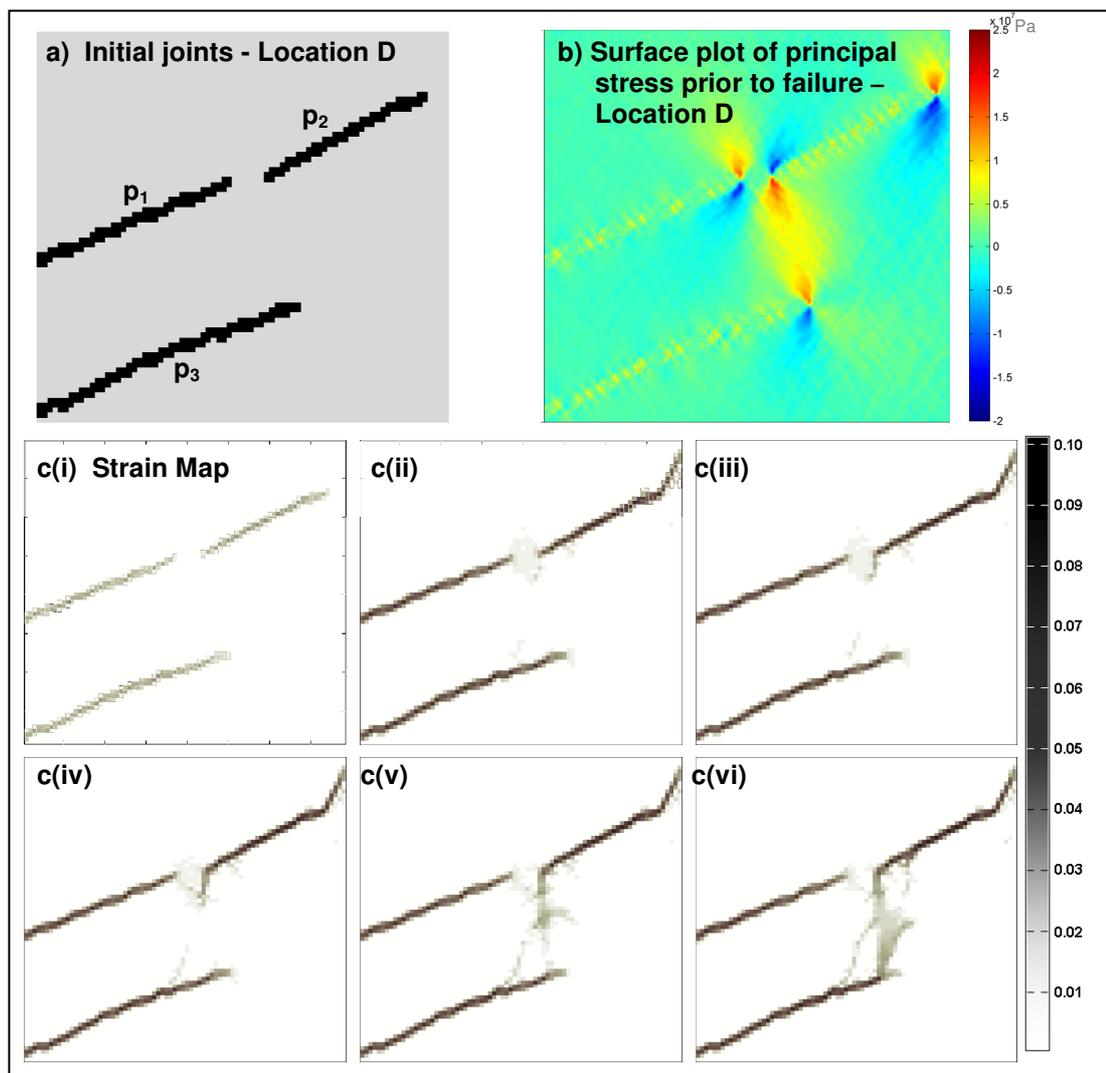 a) Initial joints - Location D
p2
p1
p3
b) Surface plot of principal
stress prior to failure –
Location D
x 10⁷ Pa
2.5
2
1.5
1
0.5
0
-0.5
-1
-1.5
-2
c(i) Strain Map
c(ii)
c(iii)
c(iv)
c(v)
c(vi)
0.10
0.09
0.08
0.07
0.06
0.05
0.04
0.03
0.02
0.01